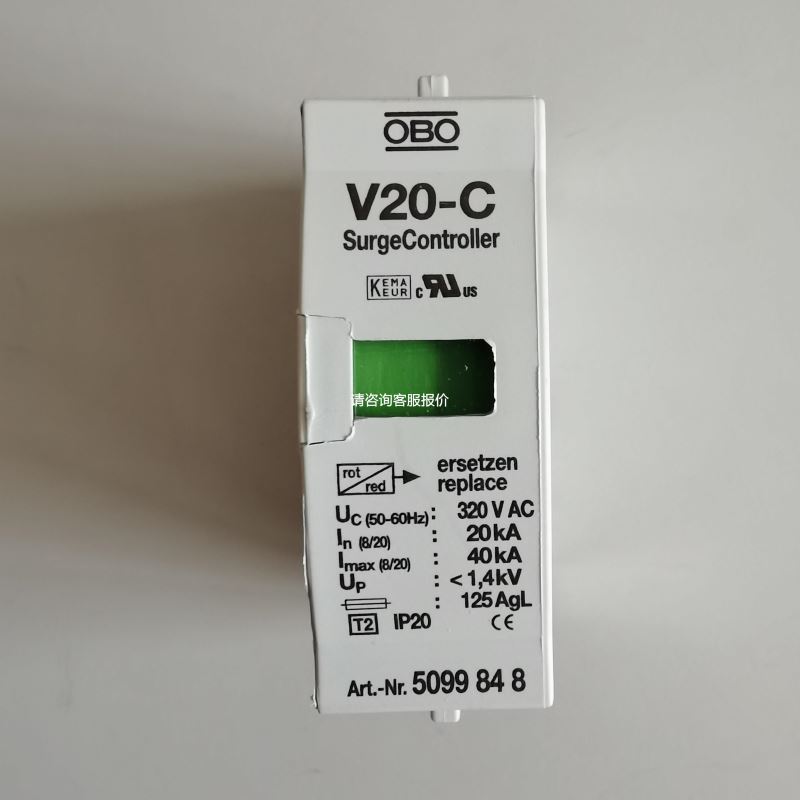 OBO
V20-C
SurgeController
KEMA KEUR c RU US
请咨询客服报价
rot red
ersetzen
replace
UC (50-60Hz) : 320 V AC
In (8/20) : 20 kA
Imax (8/20) : 40 kA
UP : < 1,4 kV
: 125 AgL
T2 IP20 CE
Art.-Nr. 5099 84 8